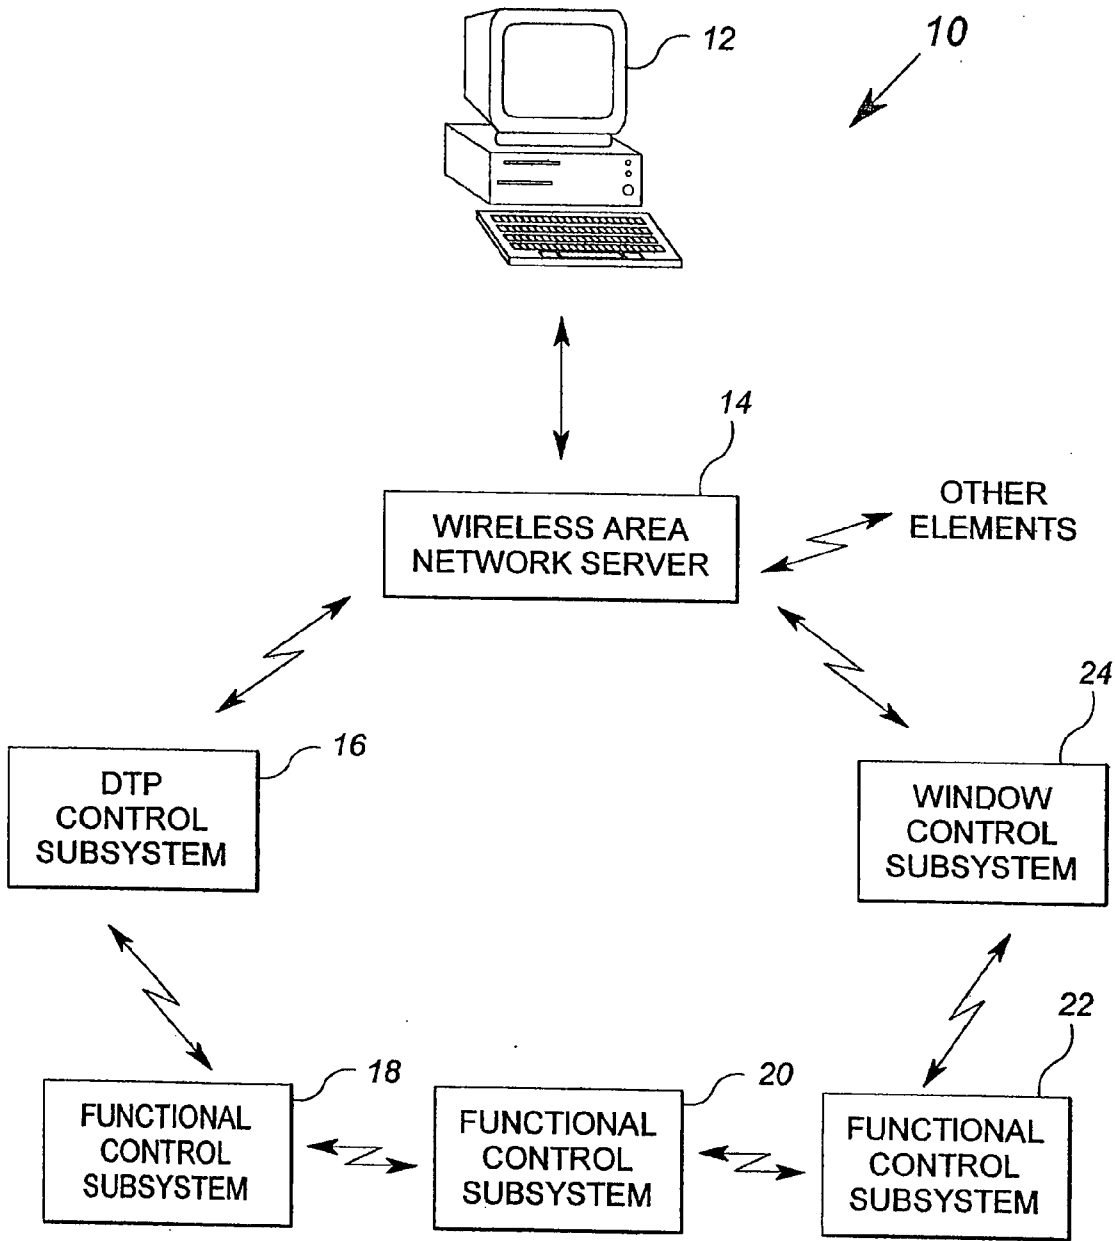 12
10
14
WIRELESS AREA
NETWORK SERVER
OTHER
ELEMENTS
16
DTP
CONTROL
SUBSYSTEM
24
WINDOW
CONTROL
SUBSYSTEM
18
FUNCTIONAL
CONTROL
SUBSYSTEM
20
FUNCTIONAL
CONTROL
SUBSYSTEM
22
FUNCTIONAL
CONTROL
SUBSYSTEM